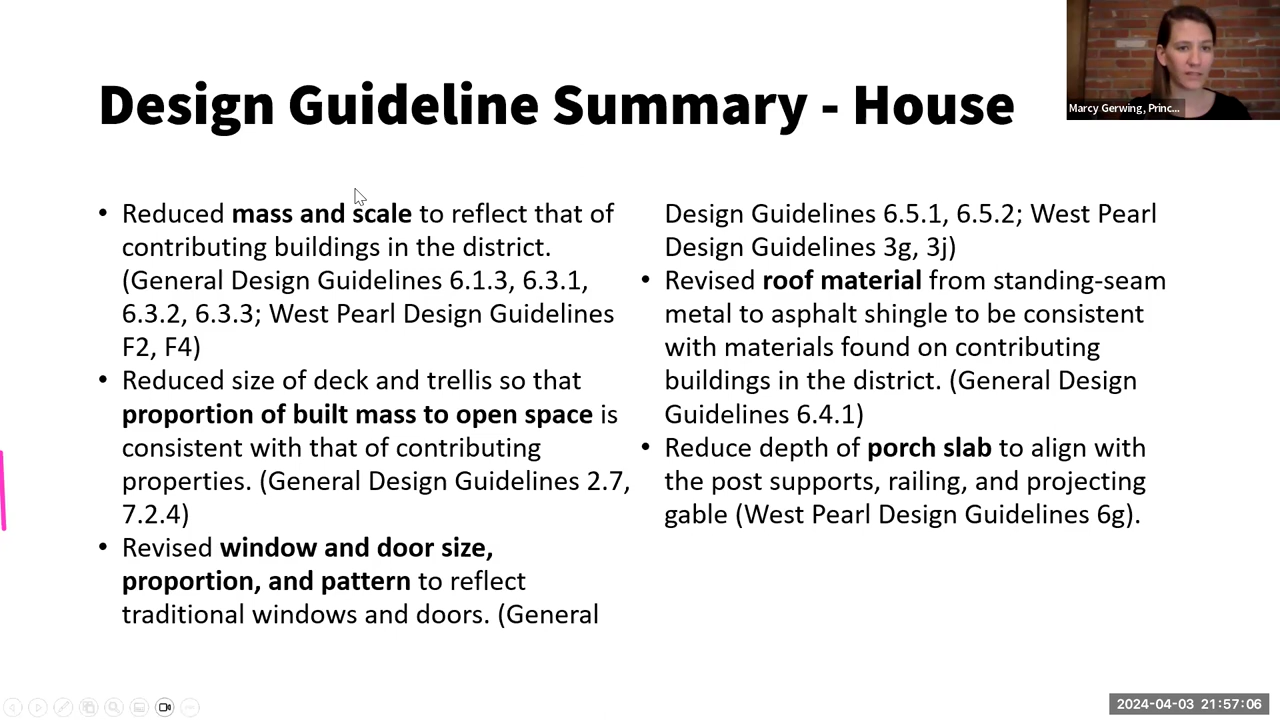 Design Guideline Summary - House
• Reduced mass and scale to reflect that of
contributing buildings in the district.
(General Design Guidelines 6.1.3, 6.3.1,
6.3.2, 6.3.3; West Pearl Design Guidelines
F2, F4)
• Reduced size of deck and trellis so that
proportion of built mass to open space is
consistent with that of contributing
properties. (General Design Guidelines 2.7,
7.2.4)
• Revised window and door size,
proportion, and pattern to reflect
traditional windows and doors. (General
Design Guidelines 6.5.1, 6.5.2; West Pearl
Design Guidelines 3g, 3j)
• Revised roof material from standing-seam
metal to asphalt shingle to be consistent
with materials found on contributing
buildings in the district. (General Design
Guidelines 6.4.1)
• Reduce depth of porch slab to align with
the post supports, railing, and projecting
gable (West Pearl Design Guidelines 6g).
Marcy Gerwing, Princ...
2024-04-03 21:57:06